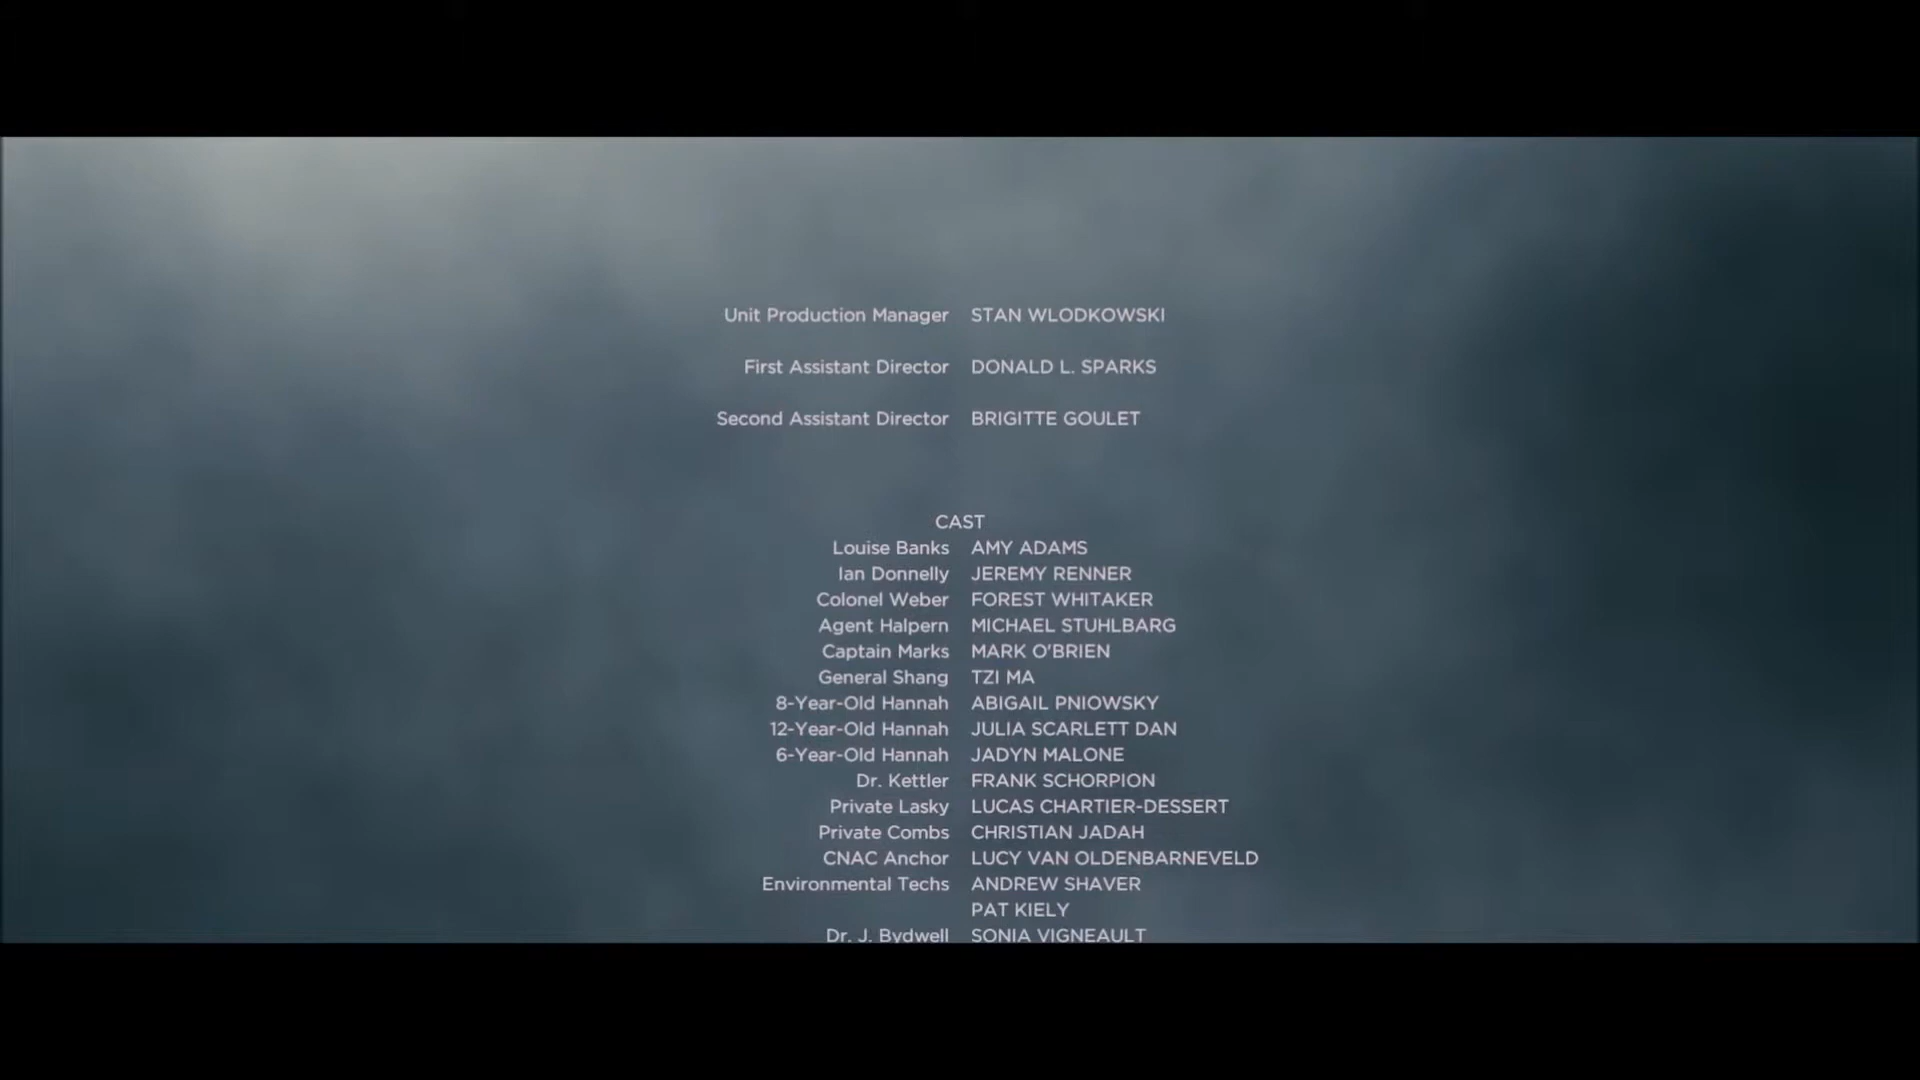 Unit Production Manager STAN WLODKOWSKI
First Assistant Director DONALD L. SPARKS
Second Assistant Director BRIGITTE GOULET
CAST
Louise Banks AMY ADAMS
Ian Donnelly JEREMY RENNER
Colonel Weber FOREST WHITAKER
Agent Halpern MICHAEL STUHLBARG
Captain Marks MARK O'BRIEN
General Shang TZI MA
8-Year-Old Hannah ABIGAIL PNIOWSKY
12-Year-Old Hannah JULIA SCARLETT DAN
6-Year-Old Hannah JADYN MALONE
Dr. Kettler FRANK SCHORPION
Private Lasky LUCAS CHARTIER-DESSERT
Private Combs CHRISTIAN JADAH
CNAC Anchor LUCY VAN OLDENBARNEVELD
Environmental Techs ANDREW SHAVER
PAT KIELY
Dr. J. Bydwell SONIA VIGNEAULT